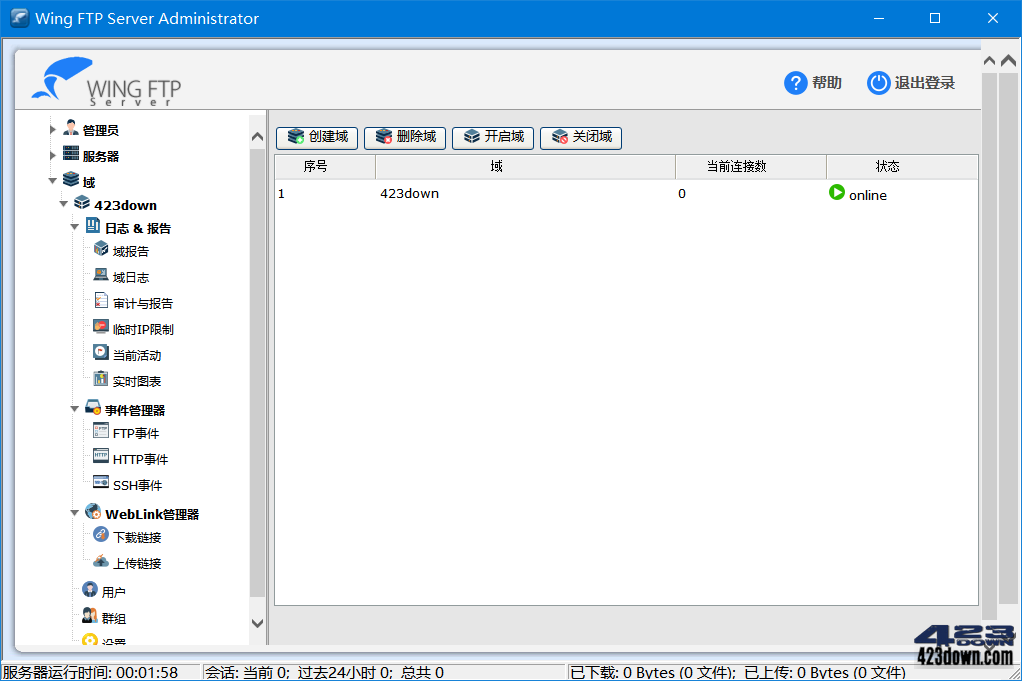 Wing FTP Server Administrator
WING FTP
Server
帮助
退出登录
管理员
服务器
域
423down
日志 & 报告
域报告
域日志
审计与报告
临时IP限制
当前活动
实时图表
事件管理器
FTP事件
HTTP事件
SSH事件
WebLink管理器
下载链接
上传链接
用户
群组
设置
创建域 删除域 开启域 关闭域
序号 域 当前连接数 状态
1 423down 0 online
423
DOWN
423down.com
服务器运行时间: 00:01:58 会话: 当前 0; 过去24小时 0; 总共 0 已下载: 0 Bytes (0 文件); 已上传: 0 Bytes (0 文件)